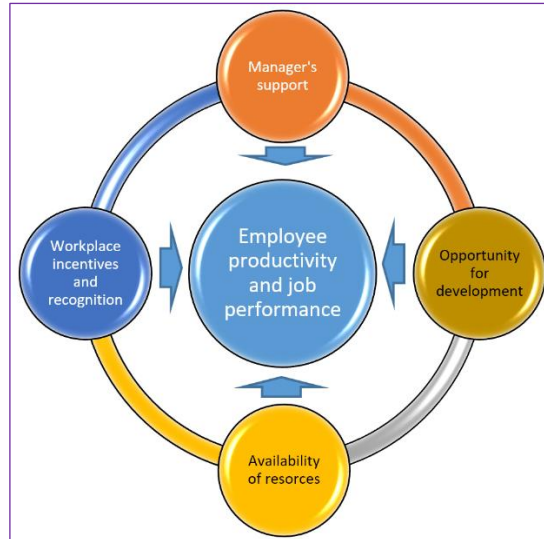 Manager's
support
Workplace
incentives
and
recognition
Employee
productivity
and job
performance
Opportunity
for
development
Availability
of resorces